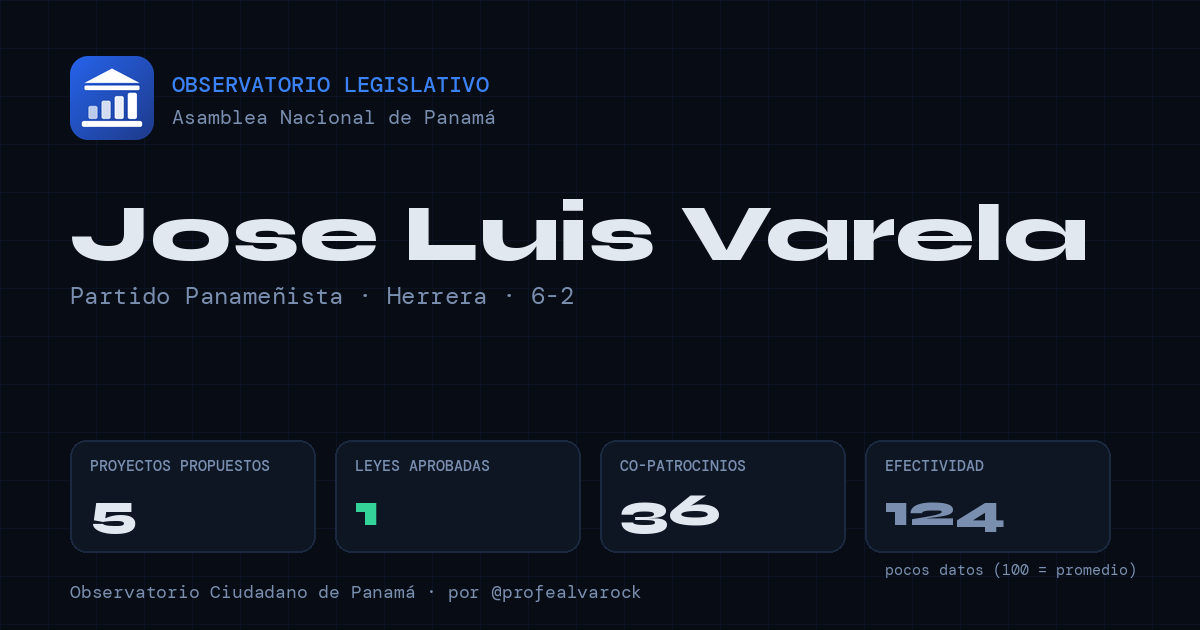 OBSERVATORIO LEGISLATIVO
Asamblea Nacional de Panamá
Jose Luis Varela
Partido Panameñista · Herrera · 6-2
PROYECTOS PROPUESTOS
5
LEYES APROBADAS
1
CO-PATROCINIOS
36
EFECTIVIDAD
124
pocos datos (100 = promedio)
Observatorio Ciudadano de Panamá · por @profealvarock